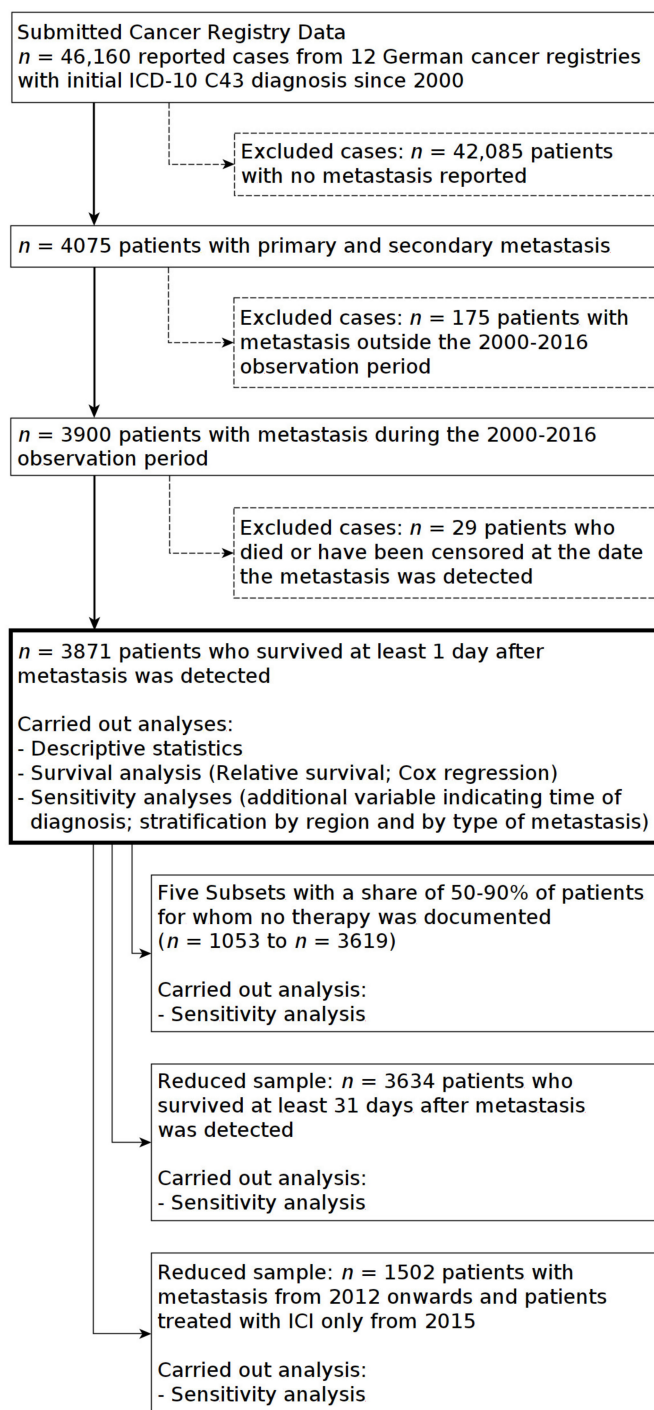 Submitted Cancer Registry Data
n = 46,160 reported cases from 12 German cancer registries
with initial ICD-10 C43 diagnosis since 2000
Excluded cases: n = 42,085 patients
with no metastasis reported
n = 4075 patients with primary and secondary metastasis
Excluded cases: n = 175 patients with
metastasis outside the 2000-2016
observation period
n = 3900 patients with metastasis during the 2000-2016
observation period
Excluded cases: n = 29 patients who
died or have been censored at the date
the metastasis was detected
n = 3871 patients who survived at least 1 day after
metastasis was detected
Carried out analyses:
- Descriptive statistics
- Survival analysis (Relative survival; Cox regression)
- Sensitivity analyses (additional variable indicating time of
diagnosis; stratification by region and by type of metastasis)
Five Subsets with a share of 50-90% of patients
for whom no therapy was documented
(n = 1053 to n = 3619)
Carried out analysis:
- Sensitivity analysis
Reduced sample: n = 3634 patients who
survived at least 31 days after metastasis
was detected
Carried out analysis:
- Sensitivity analysis
Reduced sample: n = 1502 patients with
metastasis from 2012 onwards and patients
treated with ICI only from 2015
Carried out analysis:
- Sensitivity analysis